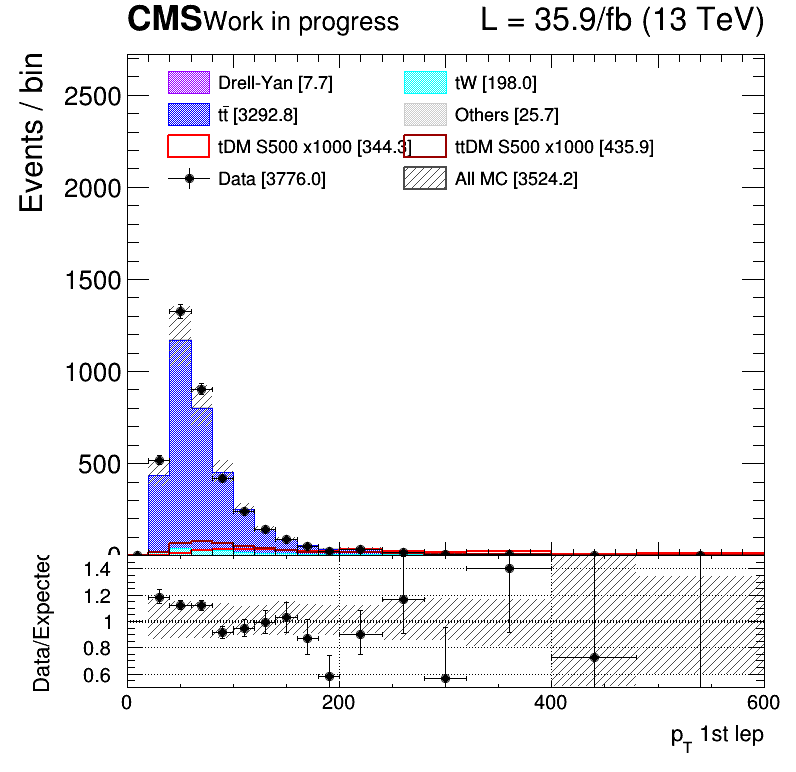 CMS Work in progress L = 35.9/fb (13 TeV)
Events / bin
2500
2000
1500
1000
500
0
Drell-Yan [7.7] tW [198.0]
tt̄ [3292.8] Others [25.7]
tDM S500 x1000 [344.3] ttDM S500 x1000 [435.9]
Data [3776.0] All MC [3524.2]
Data/Expected
1.4
1.2
1
0.8
0.6
0 200 400 600
p_T 1st lep